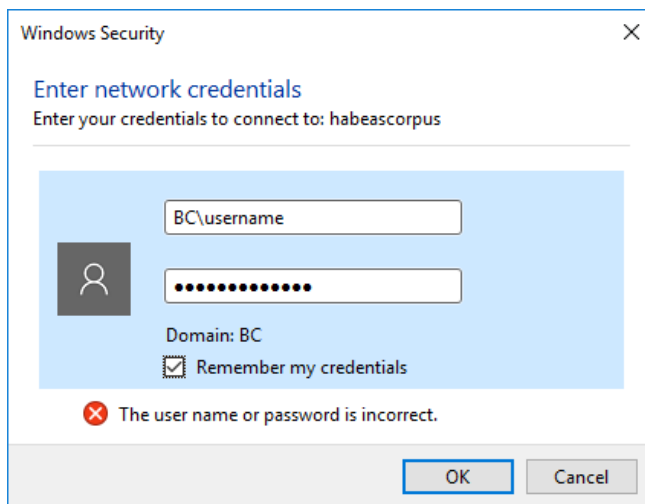 Windows Security
Enter network credentials
Enter your credentials to connect to: habeascorpus
BC\username
●●●●●●●●●●●●●
Domain: BC
Remember my credentials
The user name or password is incorrect.
OK
Cancel